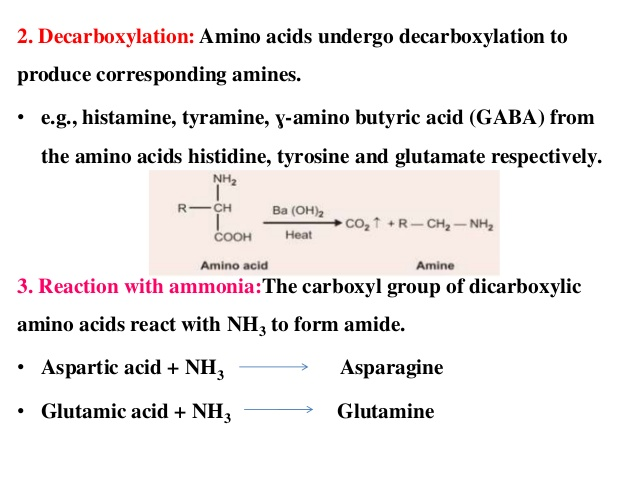 2. Decarboxylation: Amino acids undergo decarboxylation to
produce corresponding amines.
• e.g., histamine, tyramine, ɣ-amino butyric acid (GABA) from
the amino acids histidine, tyrosine and glutamate respectively.
NH₂
R—CH
COOH
Ba (OH)₂
Heat
CO₂ ↑ + R — CH₂ — NH₂
Amino acid
Amine
3. Reaction with ammonia:The carboxyl group of dicarboxylic
amino acids react with NH₃ to form amide.
• Aspartic acid + NH₃ → Asparagine
• Glutamic acid + NH₃ → Glutamine